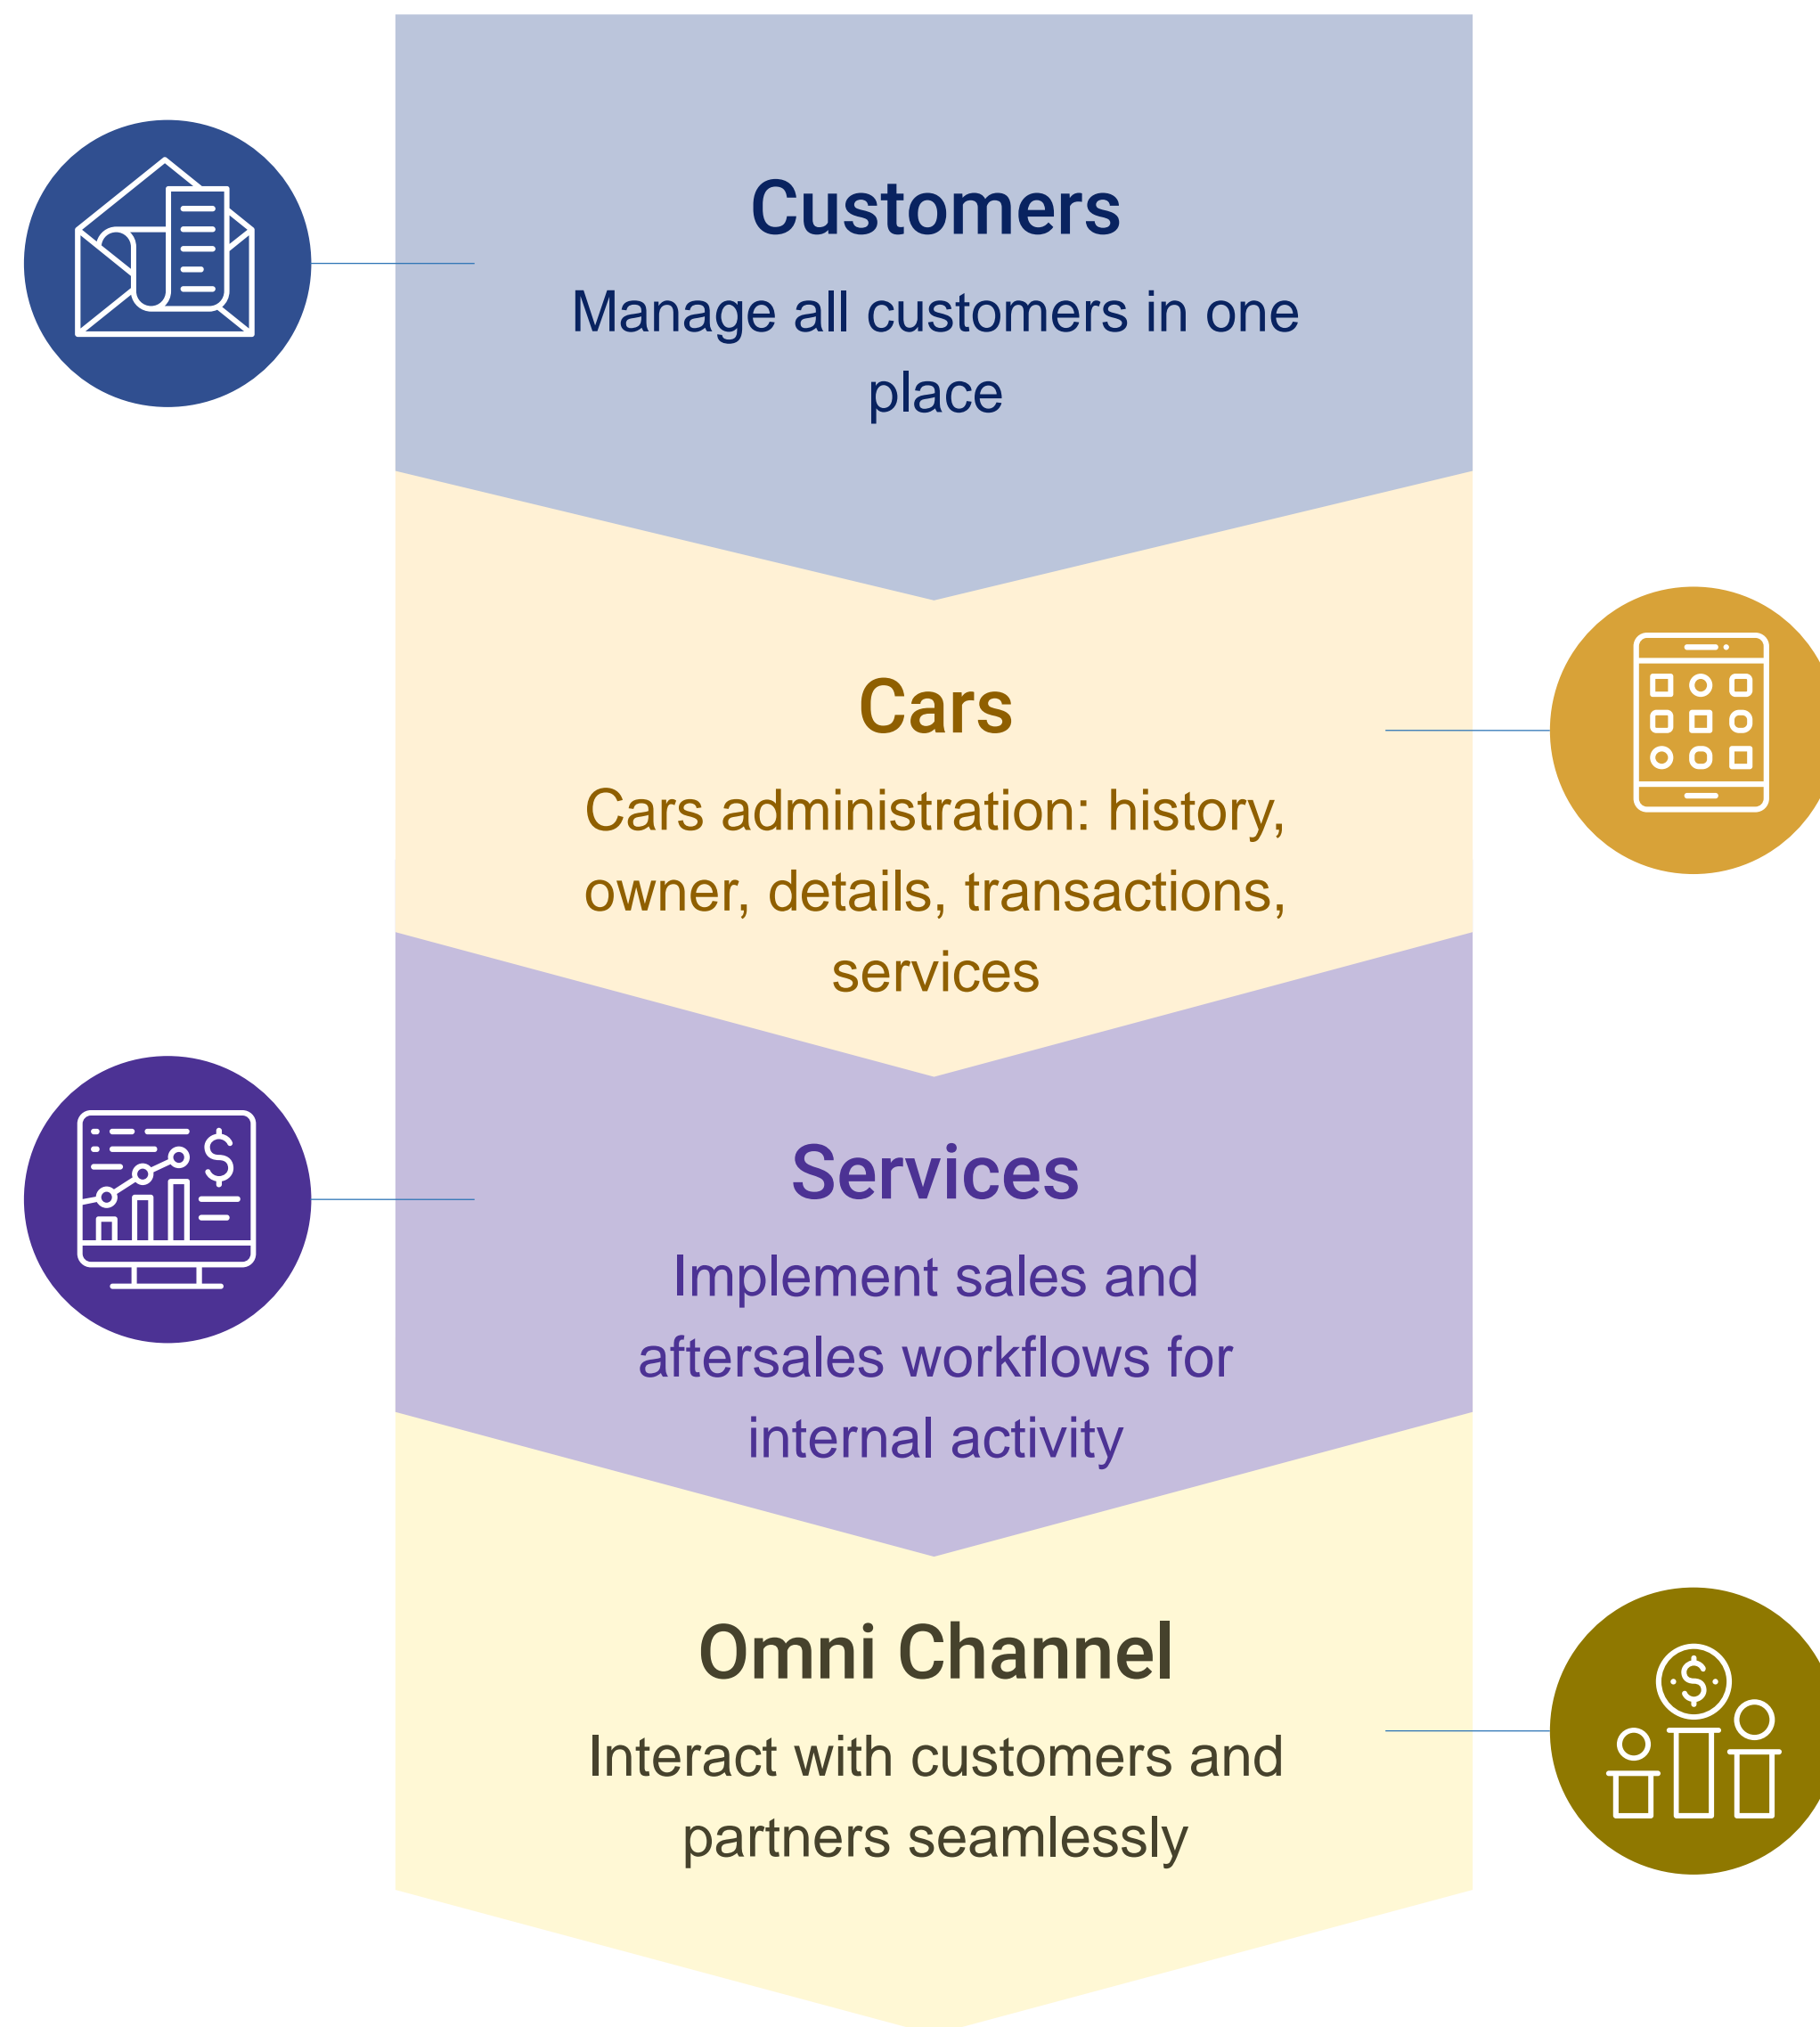 Customers
Manage all customers in one
place
Cars
Cars administration: history,
owner, details, transactions,
services
Services
Implement sales and
aftersales workflows for
internal activity
Omni Channel
Interact with customers and
partners seamlessly